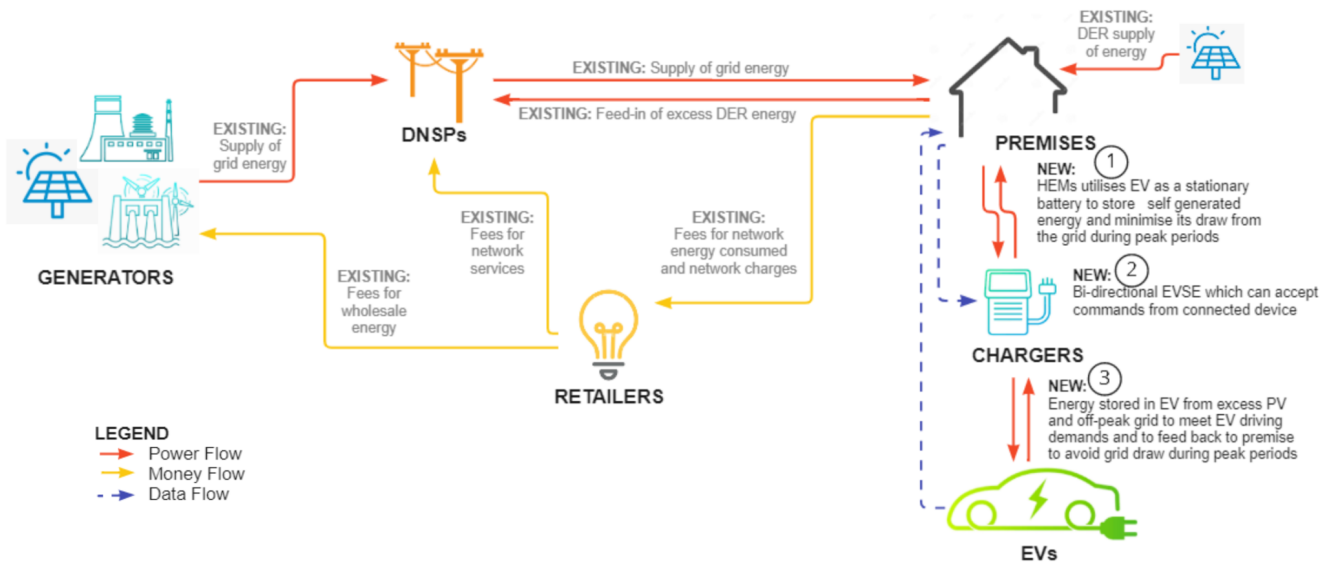 EXISTING:
DER supply
of energy
EXISTING: Supply of grid energy
EXISTING: Feed-in of excess DER energy
DNSPs
EXISTING:
Supply of
grid energy
GENERATORS
PREMISES
NEW: 1
HEMs utilises EV as a stationary
battery to store self generated
energy and minimise its draw from
the grid during peak periods
EXISTING:
Fees for
network
services
EXISTING:
Fees for network
energy consumed
and network charges
EXISTING:
Fees for
wholesale
energy
NEW: 2
Bi-directional EVSE which can accept
commands from connected device
CHARGERS
RETAILERS
NEW: 3
Energy stored in EV from excess PV
and off-peak grid to meet EV driving
demands and to feed back to premise
to avoid grid draw during peak periods
LEGEND
Power Flow
Money Flow
Data Flow
EVs